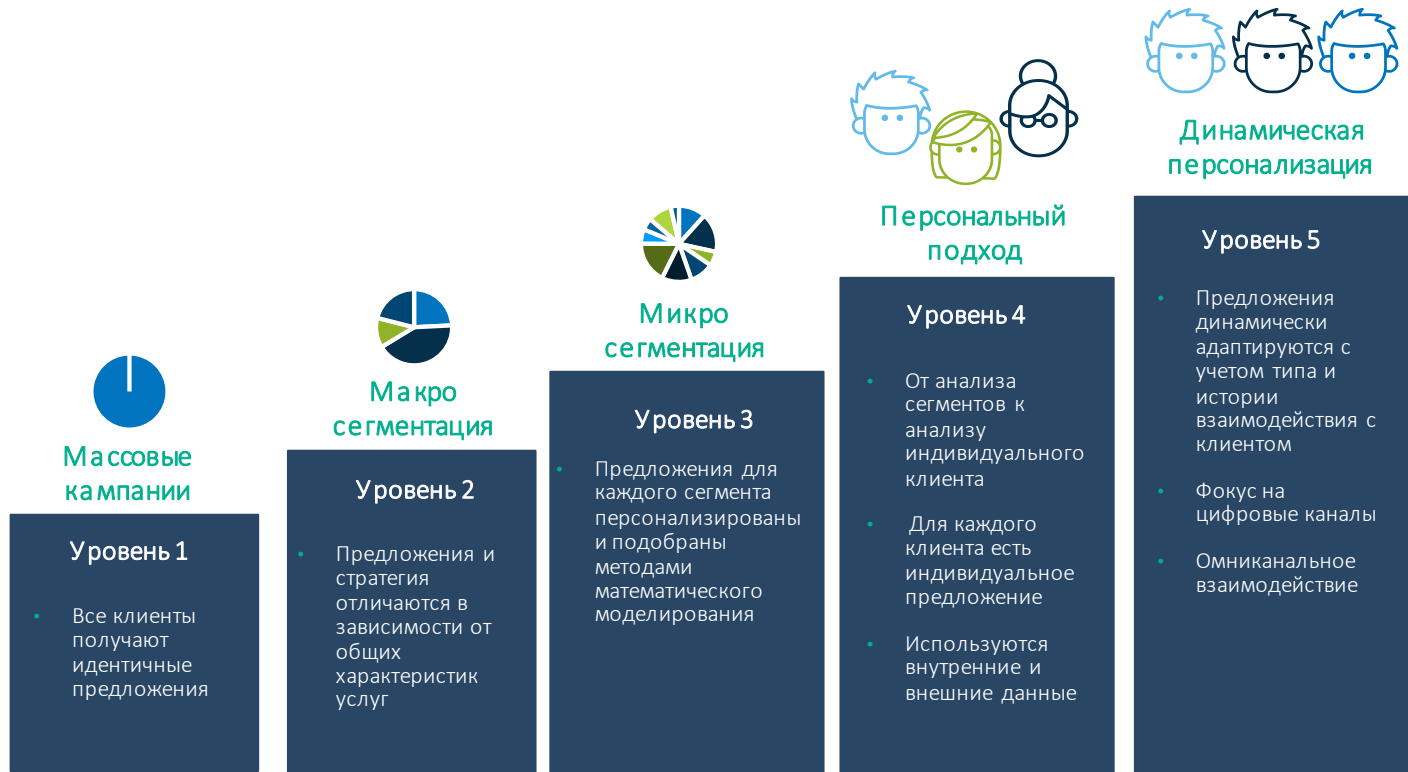 Массовые
кампании
Уровень 1
• Все клиенты
получают
идентичные
предложения
Макро
сегментация
Уровень 2
• Предложения и
стратегия
отличаются в
зависимости от
общих
характеристик
услуг
Микро
сегментация
Уровень 3
• Предложения для
каждого сегмента
персонализированы
и подобраны
методами
математического
моделирования
Персональный
подход
Уровень 4
• От анализа
сегментов к
анализу
индивидуального
клиента
• Для каждого
клиента есть
индивидуальное
предложение
• Используются
внутренние и
внешние данные
Динамическая
персонализация
Уровень 5
• Предложения
динамически
адаптируются с
учетом типа и
истории
взаимодействия с
клиентом
• Фокус на
цифровые каналы
• Омниканальное
взаимодействие